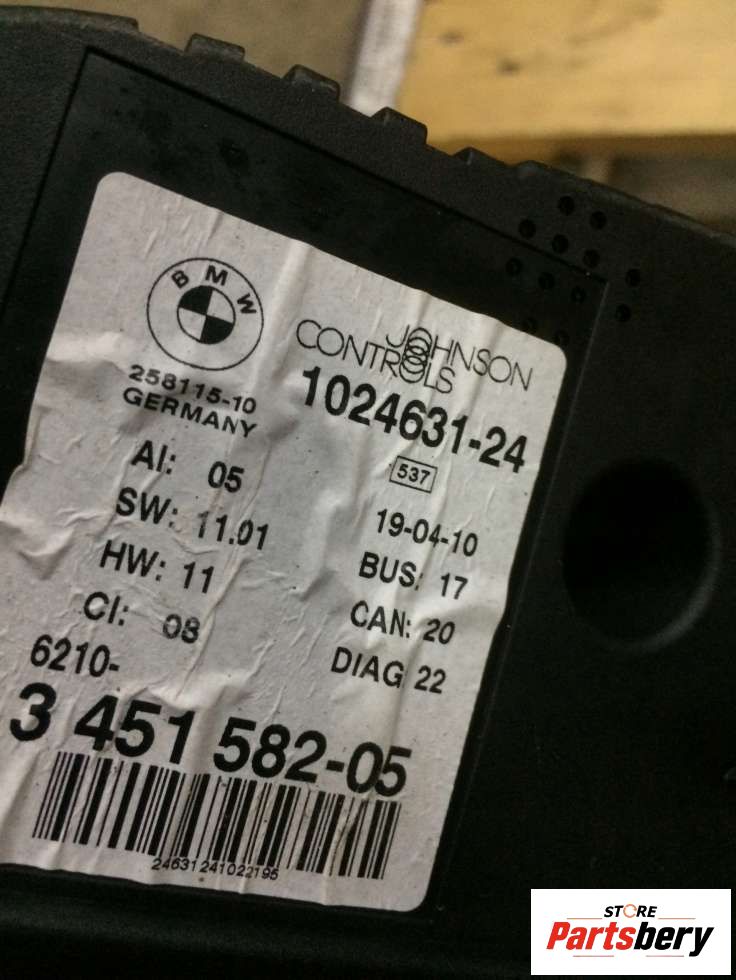 BMW
JOHNSON
CONTROLS
258115-10
GERMANY
1024631-24
537
AI: 05
19-04-10
SW: 11.01
BUS: 17
HW: 11
CAN: 20
CI: 08
DIAG 22
6210-
3 451 582-05
24631241022195
STORE
Partsbery